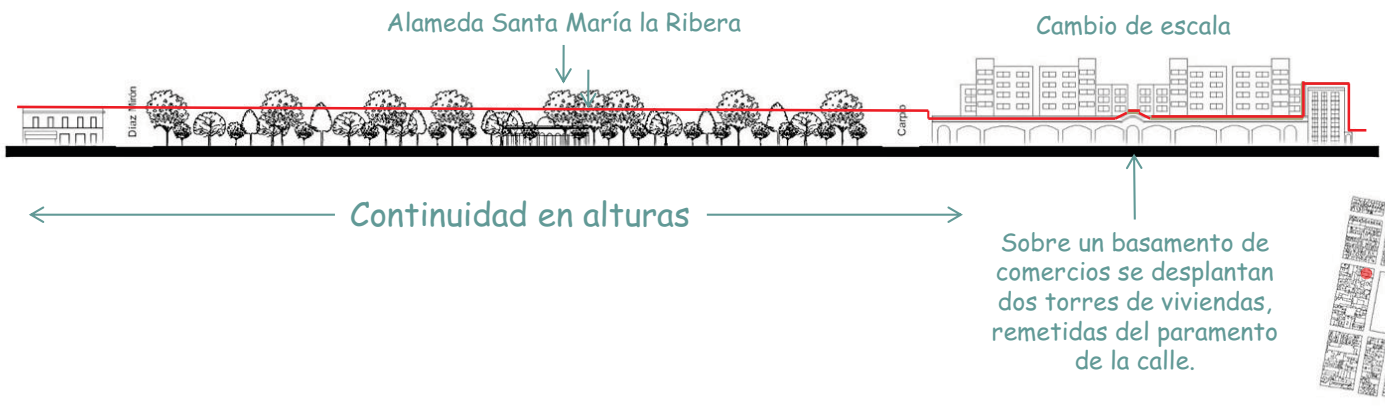 Alameda Santa María la Ribera
Cambio de escala
Díaz Mirón
Carpio
Continuidad en alturas
Sobre un basamento de
comercios se desplantan
dos torres de viviendas,
remetidas del paramento
de la calle.